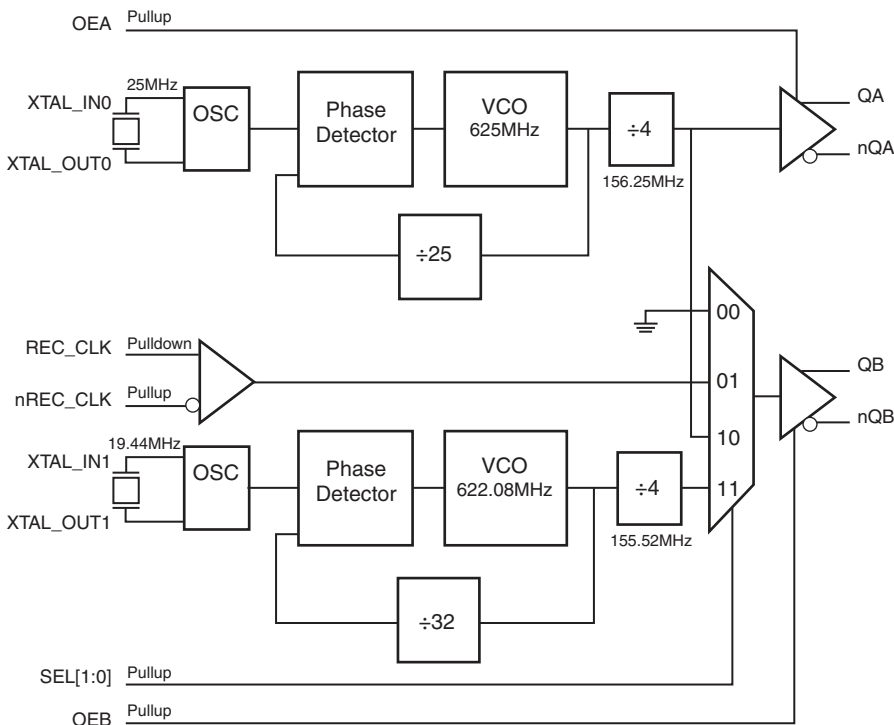 OEA Pullup
25MHz
XTAL_IN0
XTAL_OUT0
OSC
Phase
Detector
VCO
625MHz
÷4
156.25MHz
÷25
QA
nQA
00
01
10
11
REC_CLK Pulldown
nREC_CLK Pullup
QB
nQB
19.44MHz
XTAL_IN1
XTAL_OUT1
OSC
Phase
Detector
VCO
622.08MHz
÷4
155.52MHz
÷32
SEL[1:0] Pullup
OEB Pullup